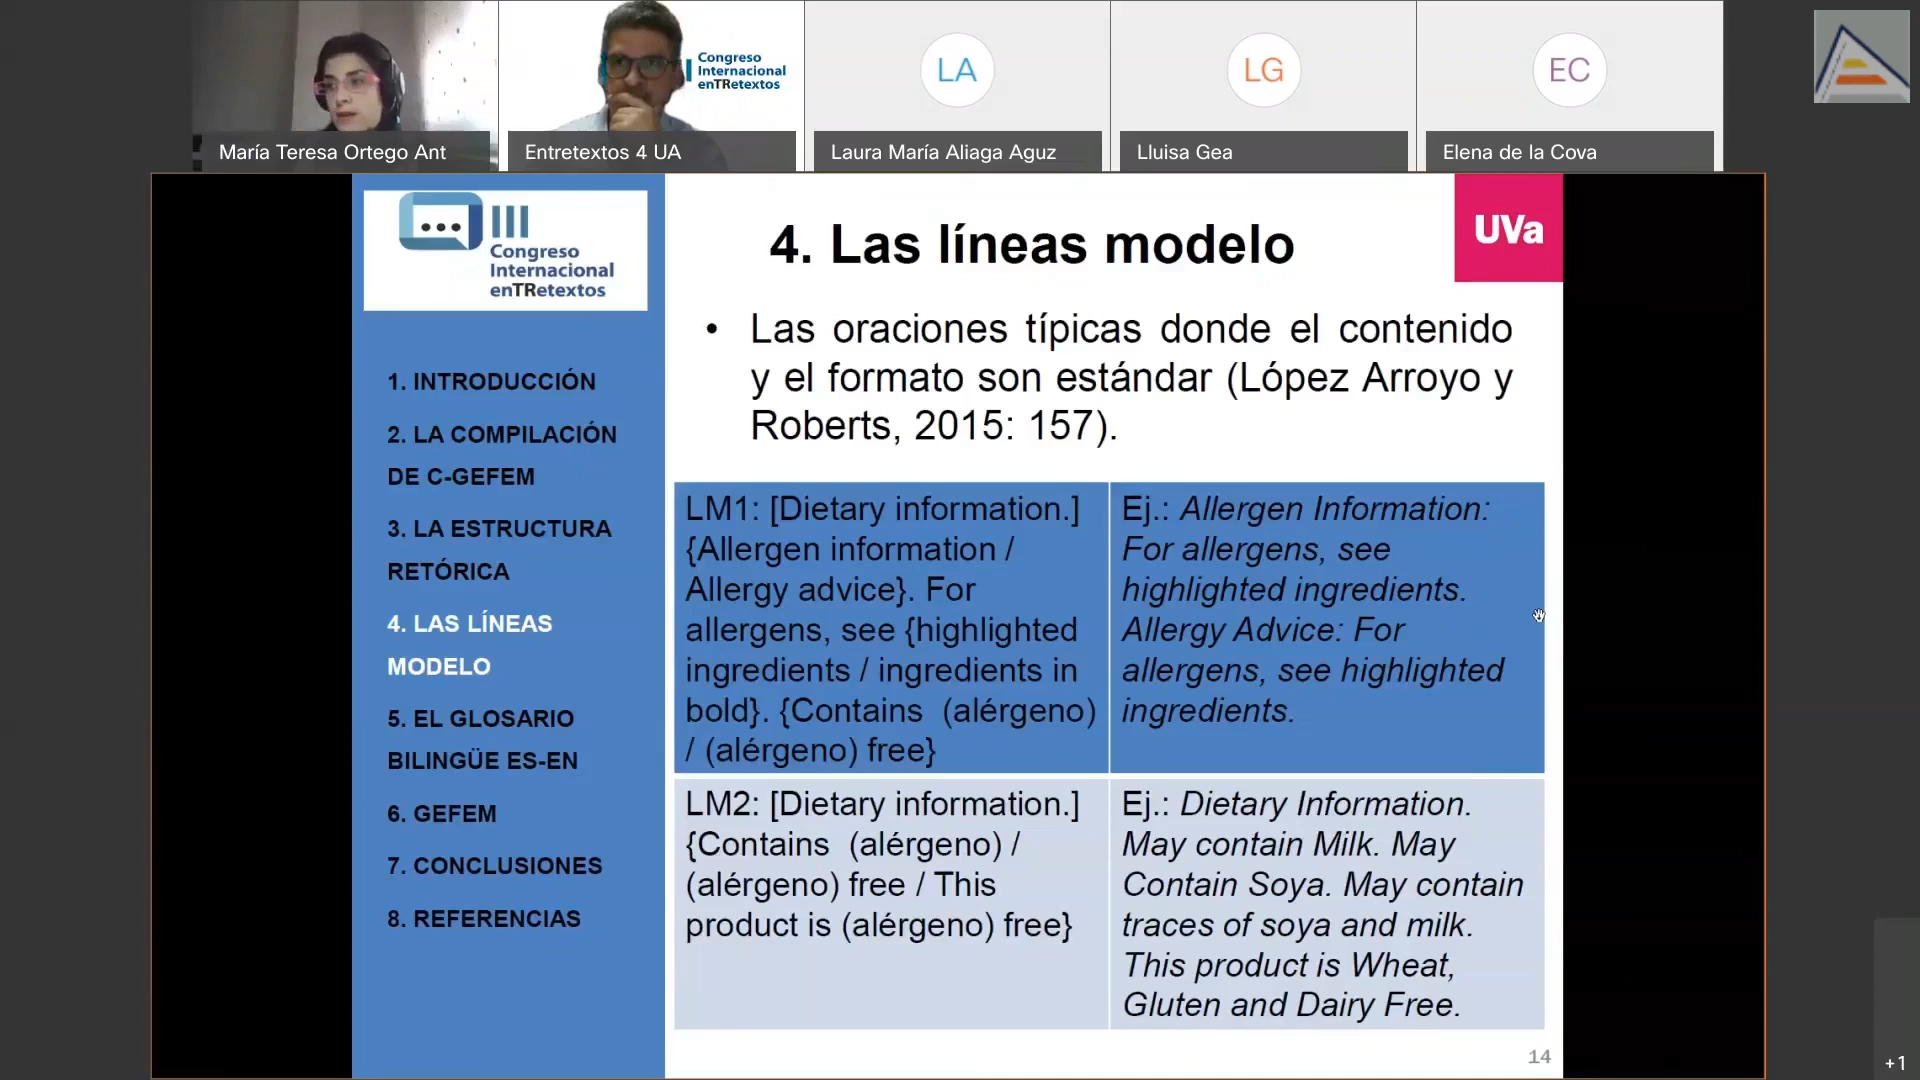 Congreso
Internacional
enTRetextos
LA
LG
EC
María Teresa Ortego Ant
Entretextos 4 UA
Laura María Aliaga Aguz
Lluisa Gea
Elena de la Cova
III
Congreso
Internacional
enTRetextos
1. INTRODUCCIÓN
2. LA COMPILACIÓN
DE C-GEFEM
3. LA ESTRUCTURA
RETÓRICA
4. LAS LÍNEAS
MODELO
5. EL GLOSARIO
BILINGÜE ES-EN
6. GEFEM
7. CONCLUSIONES
8. REFERENCIAS
4. Las líneas modelo
UVa
• Las oraciones típicas donde el contenido
y el formato son estándar (López Arroyo y
Roberts, 2015: 157).
LM1: [Dietary information.]
{Allergen information /
Allergy advice}. For
allergens, see {highlighted
ingredients / ingredients in
bold}. {Contains (alérgeno)
/ (alérgeno) free}
Ej.: Allergen Information:
For allergens, see
highlighted ingredients.
Allergy Advice: For
allergens, see highlighted
ingredients.
LM2: [Dietary information.]
{Contains (alérgeno) /
(alérgeno) free / This
product is (alérgeno) free}
Ej.: Dietary Information.
May contain Milk. May
Contain Soya. May contain
traces of soya and milk.
This product is Wheat,
Gluten and Dairy Free.
14
+1